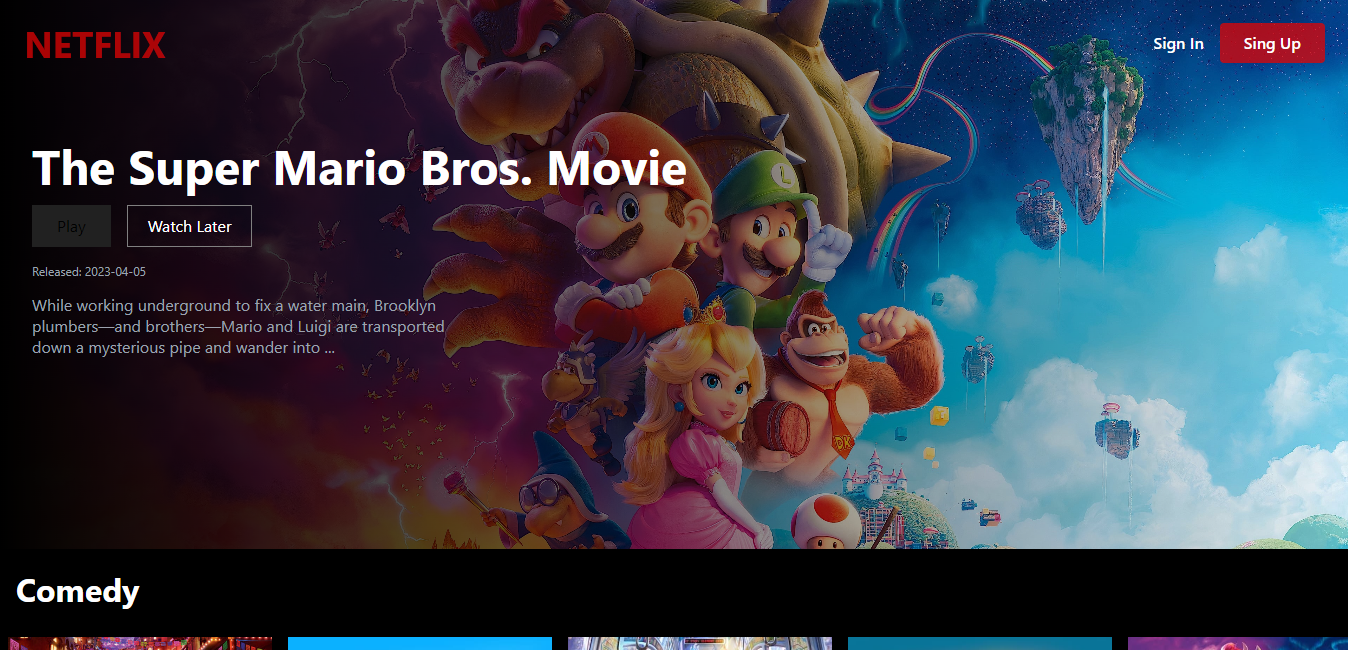 NETFLIX
Sign In
Sing Up
The Super Mario Bros. Movie
Play
Watch Later
Released: 2023-04-05
While working underground to fix a water main, Brooklyn
plumbers—and brothers—Mario and Luigi are transported
down a mysterious pipe and wander into ...
L
DK
Comedy